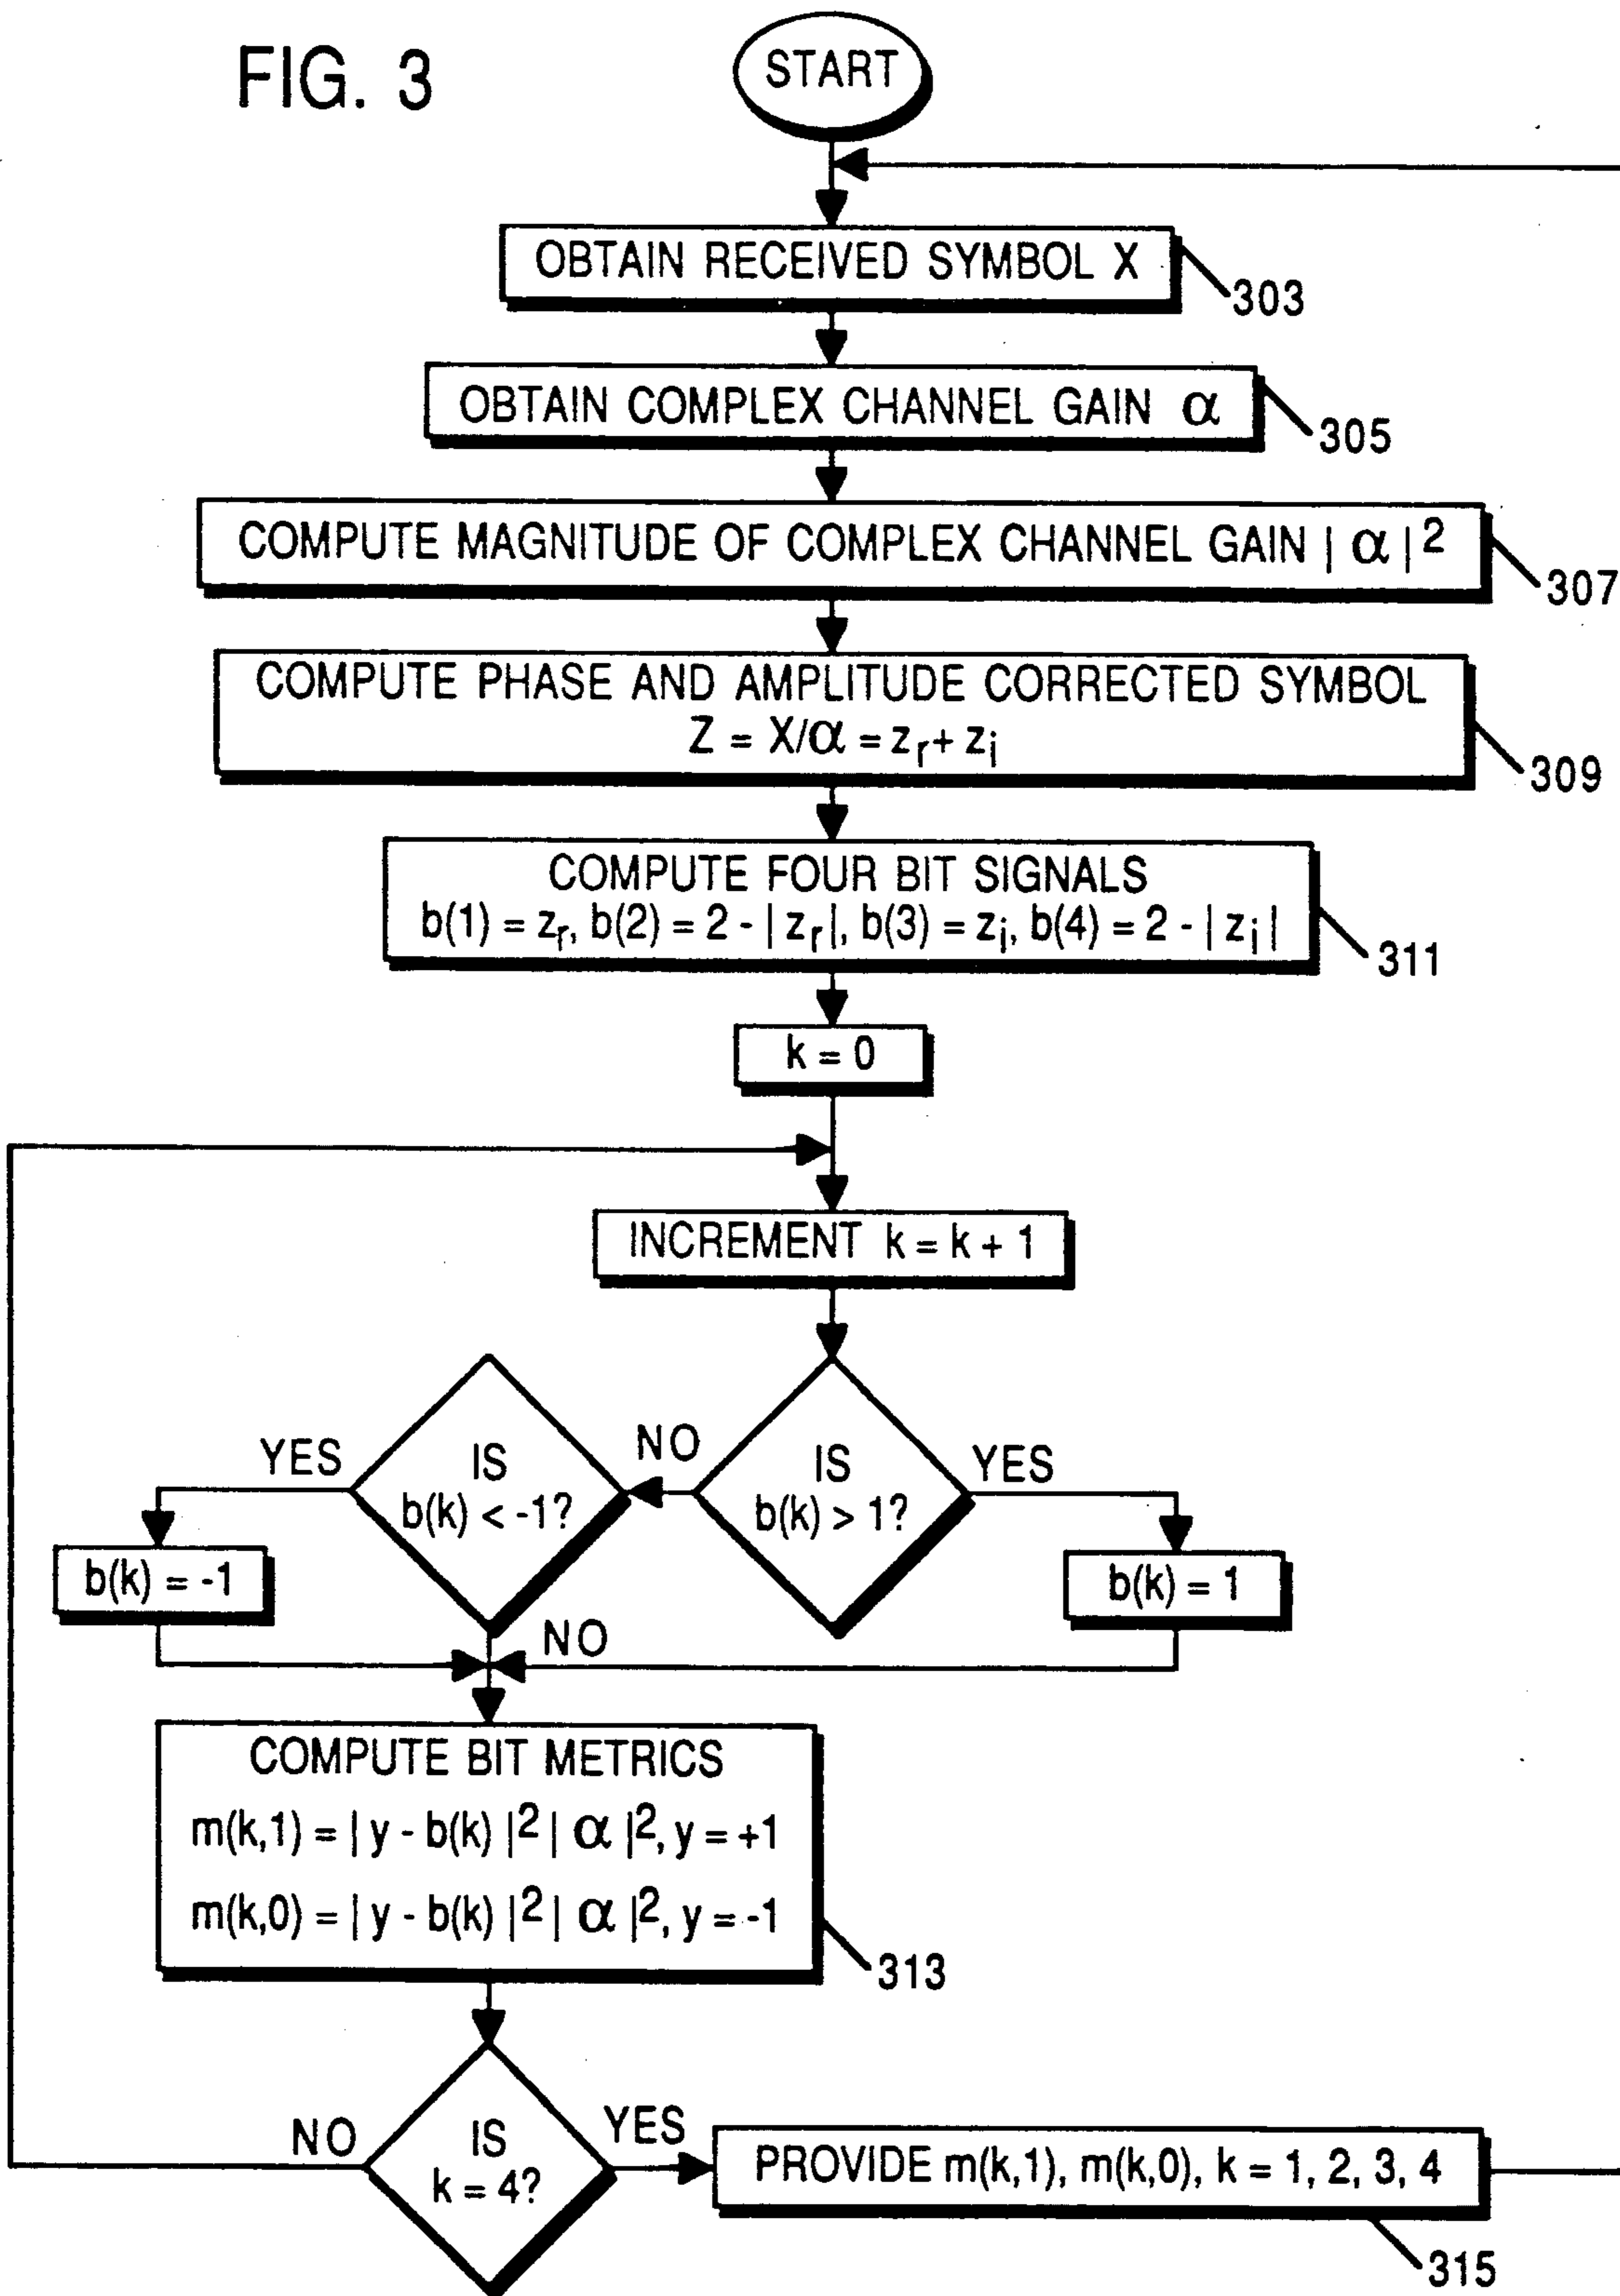 FIG. 3
START
OBTAIN RECEIVED SYMBOL X
303
OBTAIN COMPLEX CHANNEL GAIN α
305
COMPUTE MAGNITUDE OF COMPLEX CHANNEL GAIN | α |²
307
COMPUTE PHASE AND AMPLITUDE CORRECTED SYMBOL
Z = X/α = zᵣ + zᵢ
309
COMPUTE FOUR BIT SIGNALS
b(1) = zᵣ, b(2) = 2 - | zᵣ |, b(3) = zᵢ, b(4) = 2 - | zᵢ |
311
k = 0
INCREMENT k = k + 1
YES
IS
b(k) < -1?
NO
IS
b(k) > 1?
YES
b(k) = -1
b(k) = 1
NO
COMPUTE BIT METRICS
m(k,1) = | y - b(k) |² | α |², y = +1
m(k,0) = | y - b(k) |² | α |², y = -1
313
NO
IS
k = 4?
YES
PROVIDE m(k,1), m(k,0), k = 1, 2, 3, 4
315